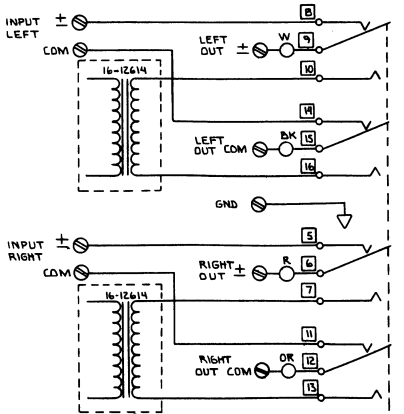 INPUT LEFT ±
8
LEFT OUT ±
W
9
COM
16-12614
10
19
LEFT OUT COM
BK
15
16
GND
INPUT RIGHT ±
5
RIGHT OUT ±
R
6
COM
16-12614
7
11
RIGHT OUT COM
OR
12
13